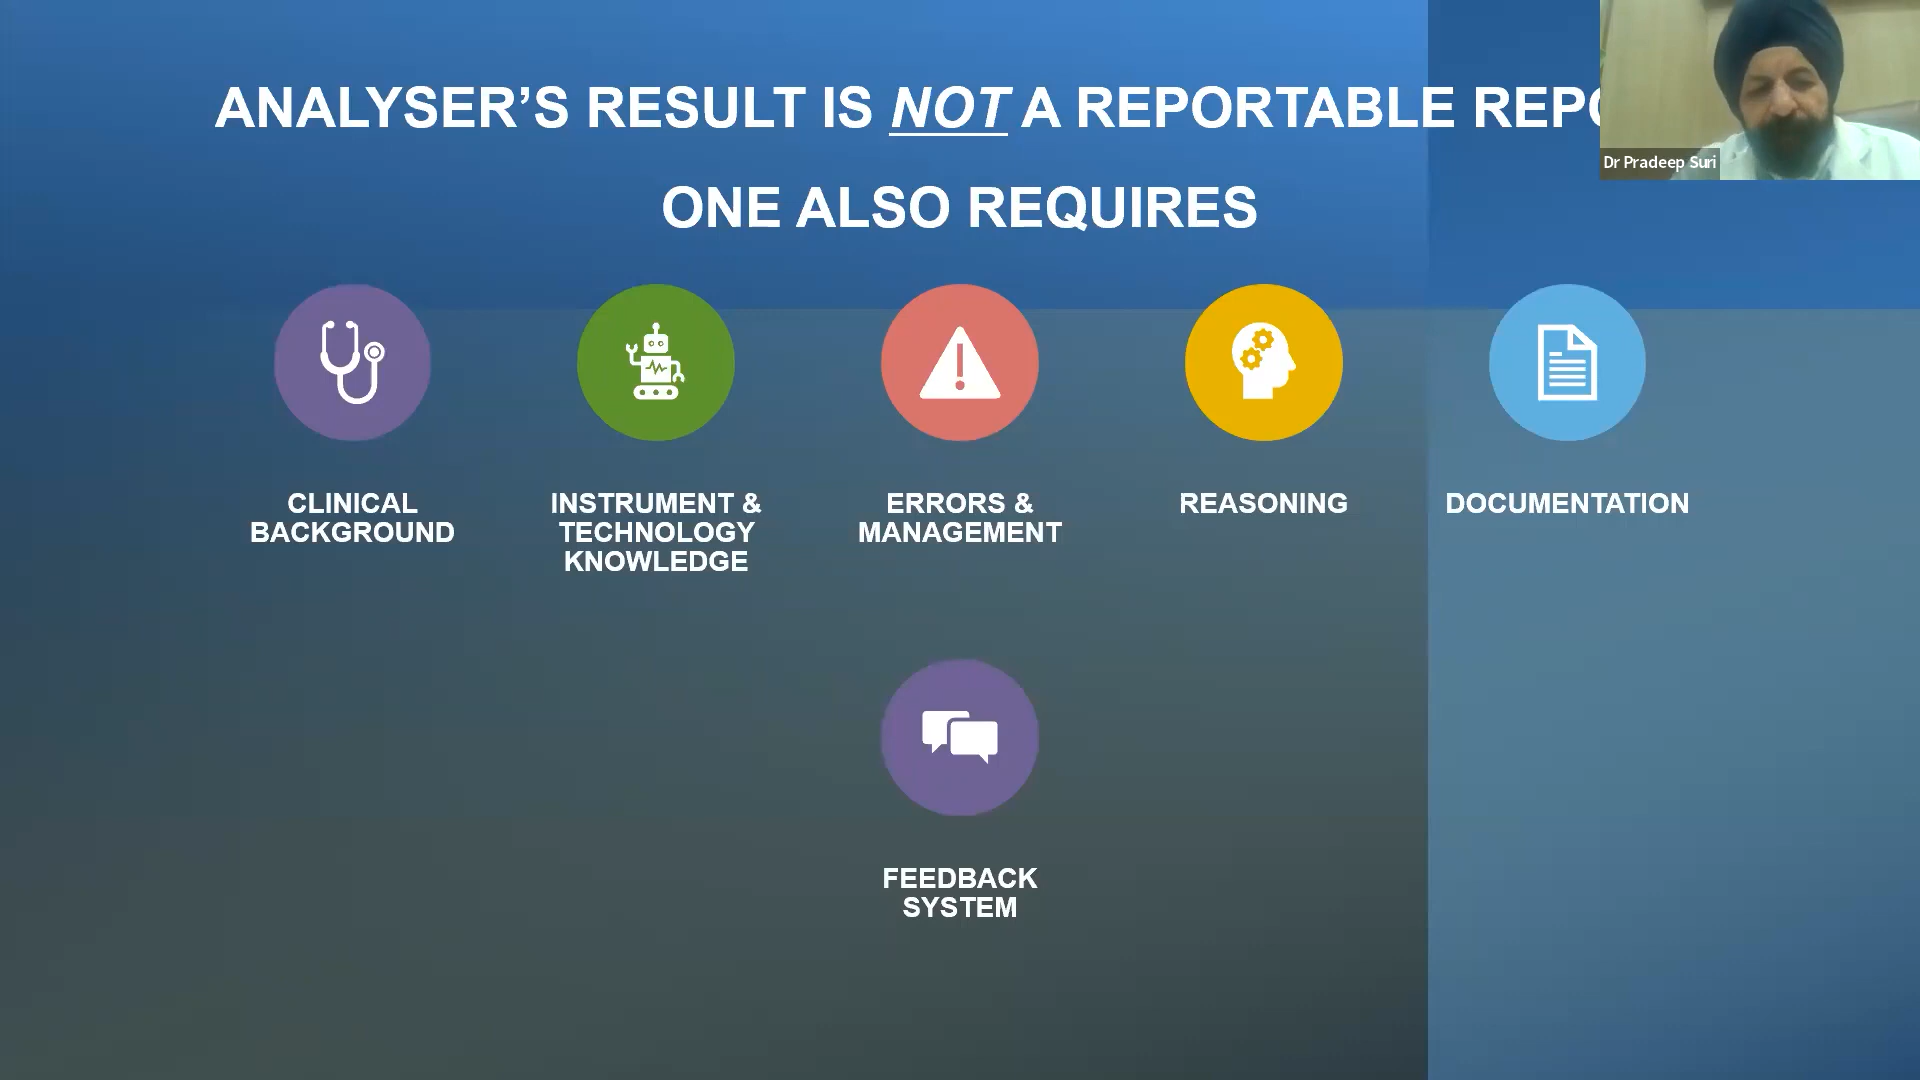 ANALYSER’S RESULT IS NOT A REPORTABLE
ONE ALSO REQUIRES
Dr Pradeep Suri
CLINICAL
BACKGROUND
INSTRUMENT &
TECHNOLOGY
KNOWLEDGE
ERRORS &
MANAGEMENT
REASONING
DOCUMENTATION
FEEDBACK
SYSTEM